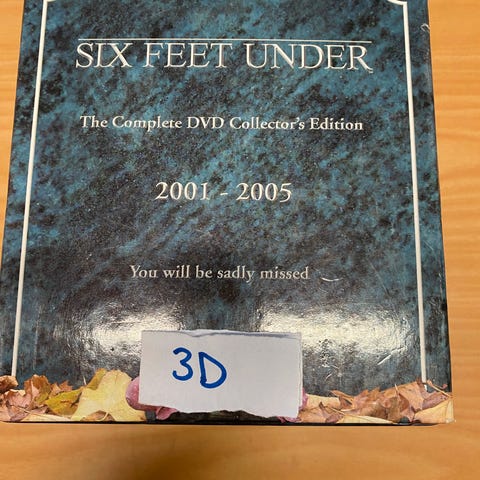 SIX FEET UNDER
The Complete DVD Collector's Edition
2001 - 2005
You will be sadly missed
3D